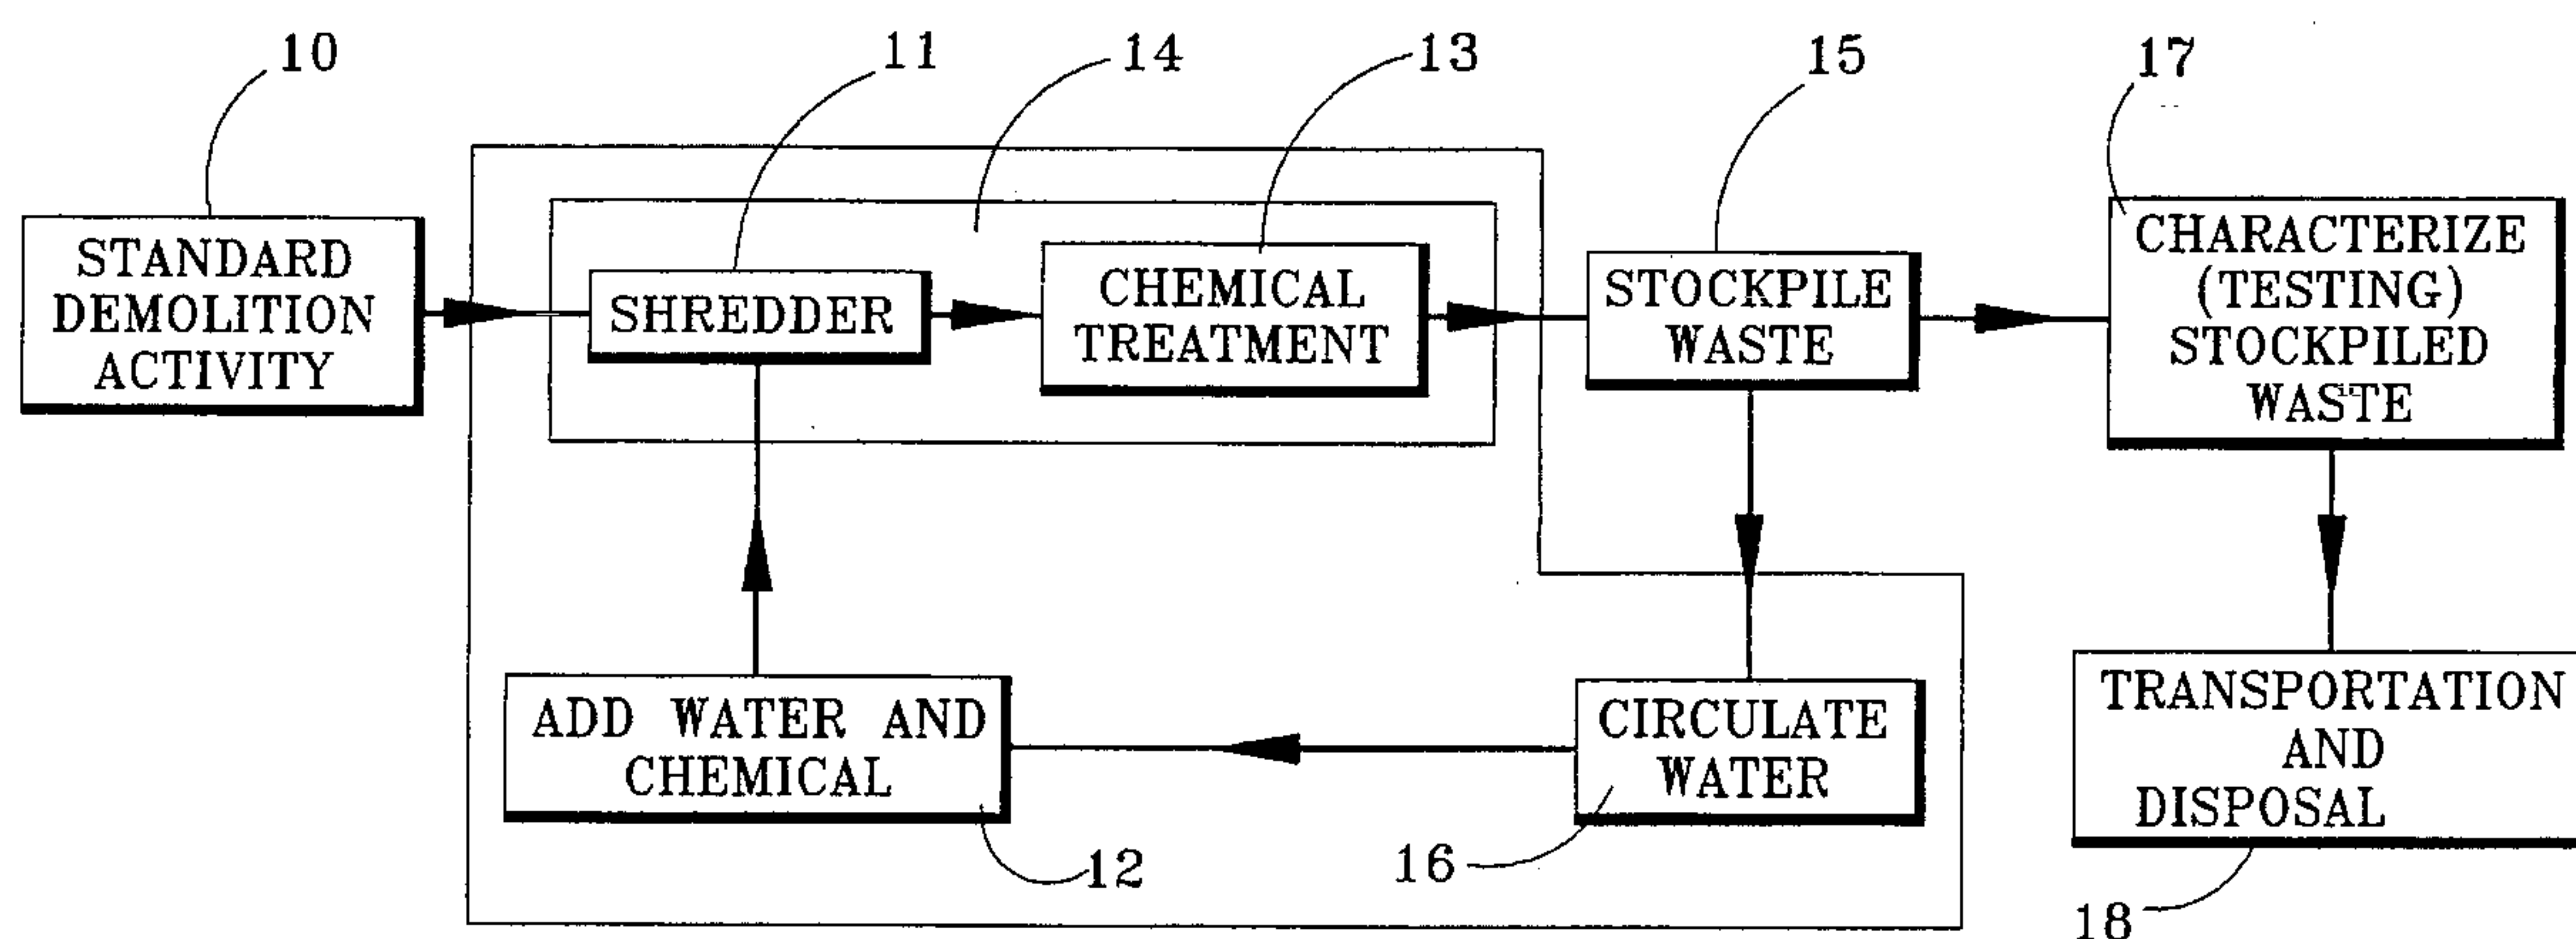 10
11
14
13
15
17
STANDARD
DEMOLITION
ACTIVITY
SHREDDER
CHEMICAL
TREATMENT
STOCKPILE
WASTE
CHARACTERIZE
(TESTING)
STOCKPILED
WASTE
ADD WATER AND
CHEMICAL
12
CIRCULATE
WATER
16
TRANSPORTATION
AND
DISPOSAL
18